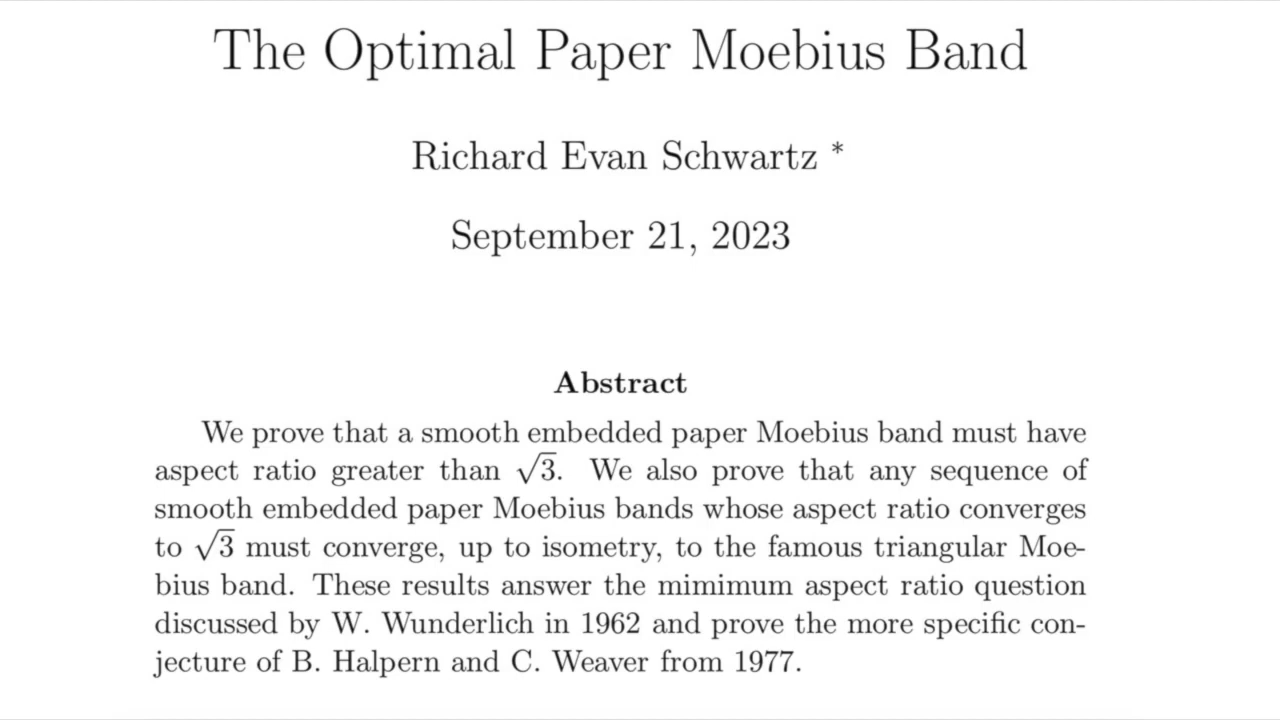 The Optimal Paper Moebius Band
Richard Evan Schwartz *
September 21, 2023
Abstract
We prove that a smooth embedded paper Moebius band must have
aspect ratio greater than √3. We also prove that any sequence of
smooth embedded paper Moebius bands whose aspect ratio converges
to √3 must converge, up to isometry, to the famous triangular Moe-
bius band. These results answer the mimimum aspect ratio question
discussed by W. Wunderlich in 1962 and prove the more specific con-
jecture of B. Halpern and C. Weaver from 1977.